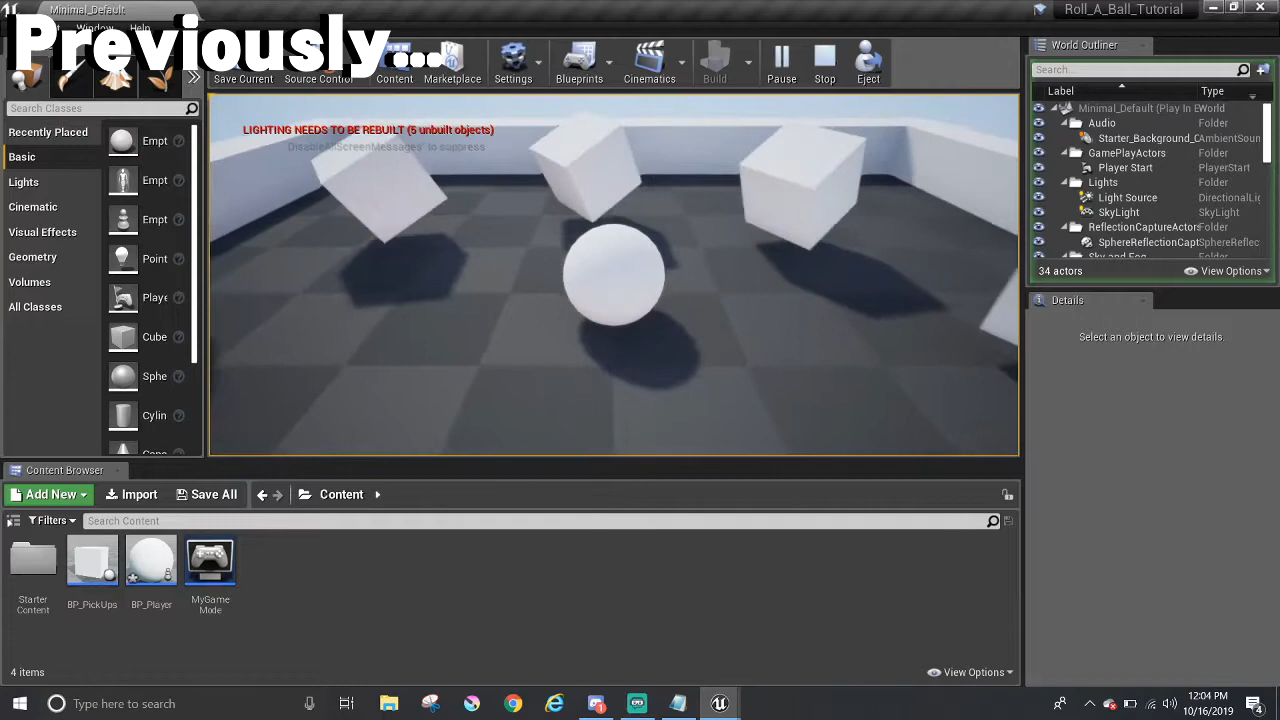 Minimal_Default
Roll_A_Ball_Tutorial
Window Help
Previously...
Save Current
Source Control
Content
Marketplace
Settings
Blueprints
Cinematics
Build
Pause
Stop
Eject
Search Classes
Recently Placed
Basic
Lights
Cinematic
Visual Effects
Geometry
Volumes
All Classes
Empt
Empt
Empt
Point
Playe
Cube
Sphe
Cylin
Cone
LIGHTING NEEDS TO BE REBUILT (5 unbuilt objects)
'DisableAllScreenMessages' to suppress
World Outliner
Search...
Label
Type
Minimal_Default (Play In E World
Audio Folder
Starter_Background_C AmbientSoun
GamePlayActors Folder
Player Start PlayerStart
Lights Folder
Light Source DirectionalLig
SkyLight SkyLight
ReflectionCaptureActors Folder
SphereReflectionCapt SphereReflec
Sky and Fog Folder
34 actors
View Options
Details
Select an object to view details.
Content Browser
Add New
Import
Save All
Content
Filters
Search Content
Starter Content
BP_PickUps
BP_Player
MyGame Mode
4 items
View Options
Type here to search
12:04 PM
10/16/2019